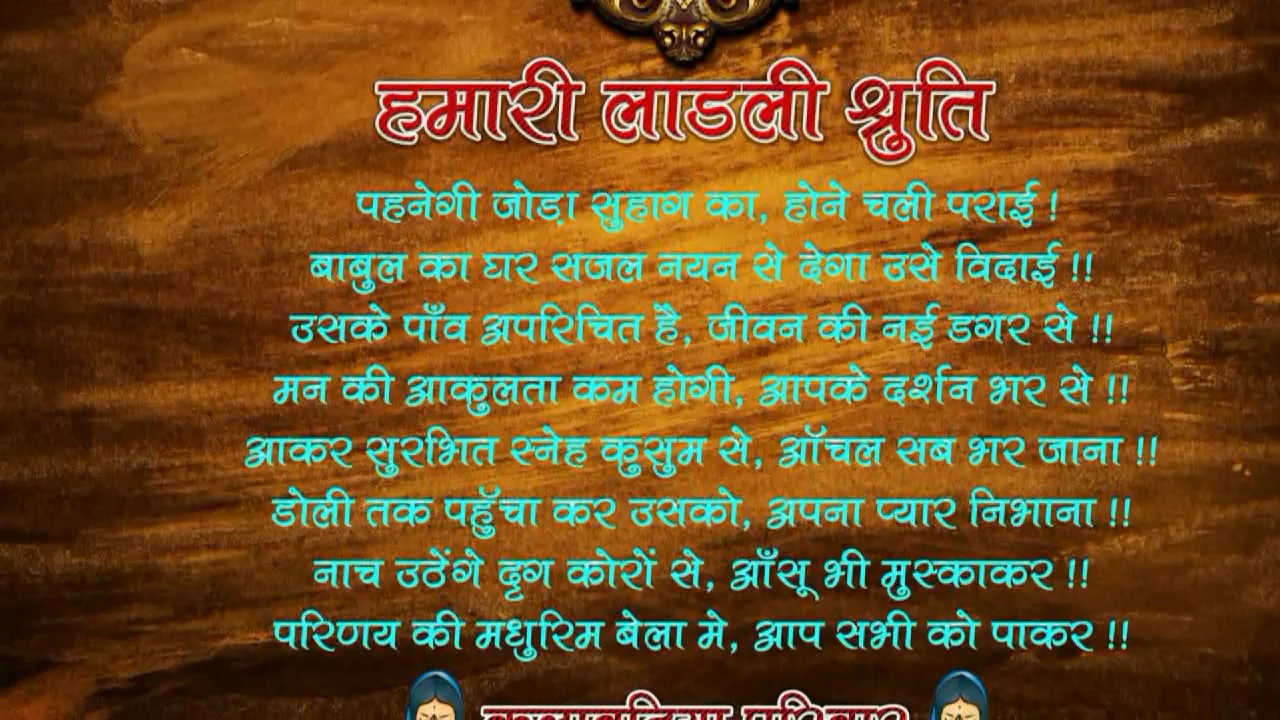 हमारी लाडली श्रुति
पहनेगी जोड़ा सुहाग का, होने चली पराई !
बाबुल का घर सजल नयन से देगा उसे विदाई !!
उसके पाँव अपरिचित है, जीवन की नई डगर से !!
मन की आकुलता कम होगी, आपके दर्शन भर से !!
आकर सुरभित स्नेह कुसुम से, ऑचल सब भर जाना !!
डोली तक पहुँचा कर उसको, अपना प्यार निभाना !!
नाच उठेंगे दृग कोरों से, आँसू भी मुस्काकर !!
परिणय की मधुरिम बेला मे, आप सभी को पाकर !!
परिवार